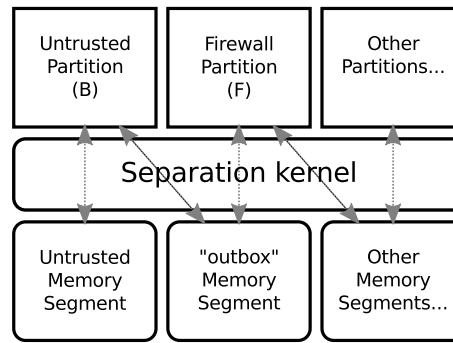 Untrusted
Partition
(B)
Firewall
Partition
(F)
Other
Partitions...
Separation kernel
Untrusted
Memory
Segment
"outbox"
Memory
Segment
Other
Memory
Segments...